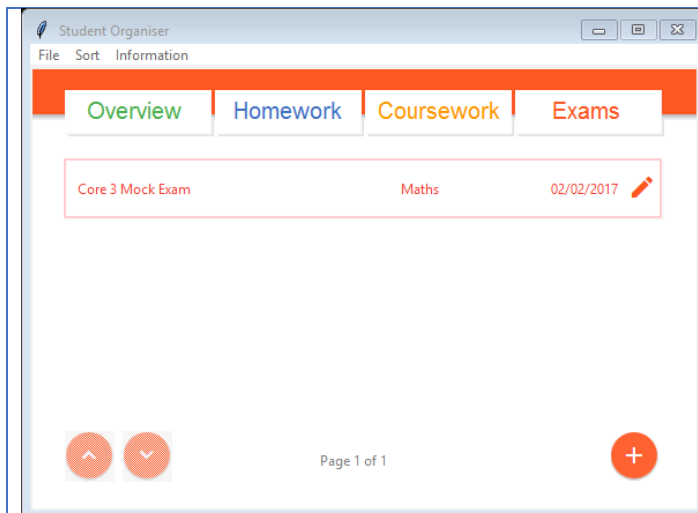 Student Organiser
File Sort Information
Overview Homework Coursework Exams
Core 3 Mock Exam Maths 02/02/2017
Page 1 of 1